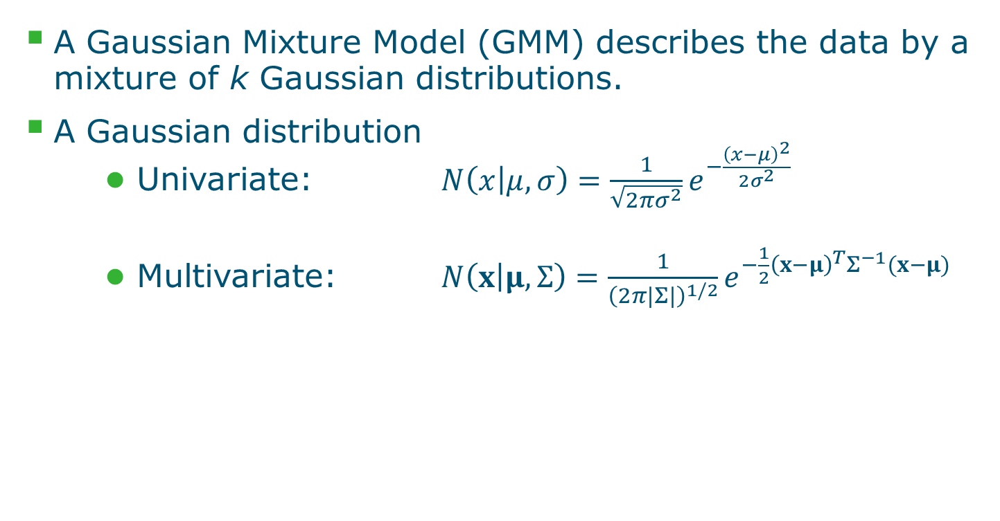 ▪ A Gaussian Mixture Model (GMM) describes the data by a
mixture of k Gaussian distributions.
▪ A Gaussian distribution
● Univariate: $N(x|\mu,\sigma) = \frac{1}{\sqrt{2\pi\sigma^2}} e^{-\frac{(x-\mu)^2}{2\sigma^2}}$
● Multivariate: $N(\mathbf{x}|\boldsymbol{\mu},\Sigma) = \frac{1}{(2\pi|\Sigma|)^{1/2}} e^{-\frac{1}{2}(\mathbf{x}-\boldsymbol{\mu})^T\Sigma^{-1}(\mathbf{x}-\boldsymbol{\mu})}$